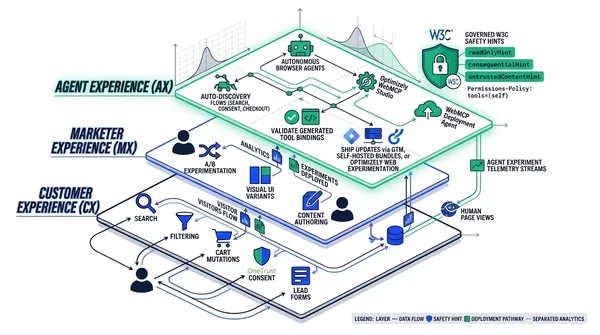 W3C®
GOVERNED W3C
SAFETY HINTS
readOnlyHint
consequentialHint
untrustedContentHint
W3C
Permissions-Policy:
tools=(self)
AUTONOMOUS
BROWSER AGENTS
AGENT EXPERIENCE (AX)
AUTO-DISCOVERY
FLOWS (SEARCH,
CONSENT, CHECKOUT)
Optimizely
WebMCP
Studio
WebMCP
Deployment
Agent
VALIDATE GENERATED
TOOL BINDINGS
SHIP UPDATES via GTM,
SELF-HOSTED BUNDLES, or
OPTIMIZELY WEB
EXPERIMENTATION
MARKETER
EXPERIENCE (MX)
ANALYTICS
EXPERIMENTS
DEPLOYED
A/B
EXPERIMENTATION
VISUAL UI
VARIANTS
CONTENT
AUTHORING
AGENT EXPERIMENT
TELEMETRY STREAMS
CUSTOMER
EXPERIENCE (CX)
SEARCH
VISITOR
VISITORS FLOW
FILTERING
CART
MUTATIONS
OneTrust
CONSENT
LEAD
FORMS
HUMAN
PAGE VIEWS
LEGEND: LAYER — DATA FLOW SAFETY HINT DEPLOYMENT PATHWAY — SEPARATED ANALYTICS